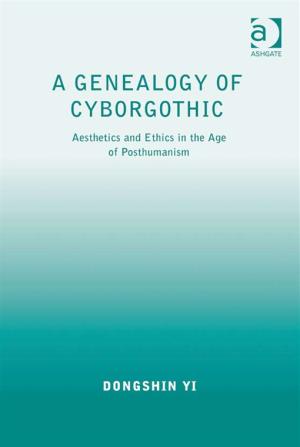 a
ASHGATE
A GENEALOGY OF
CYBORGOTHIC
Aesthetics and Ethics in the Age
of Posthumanism
DONGSHIN YI